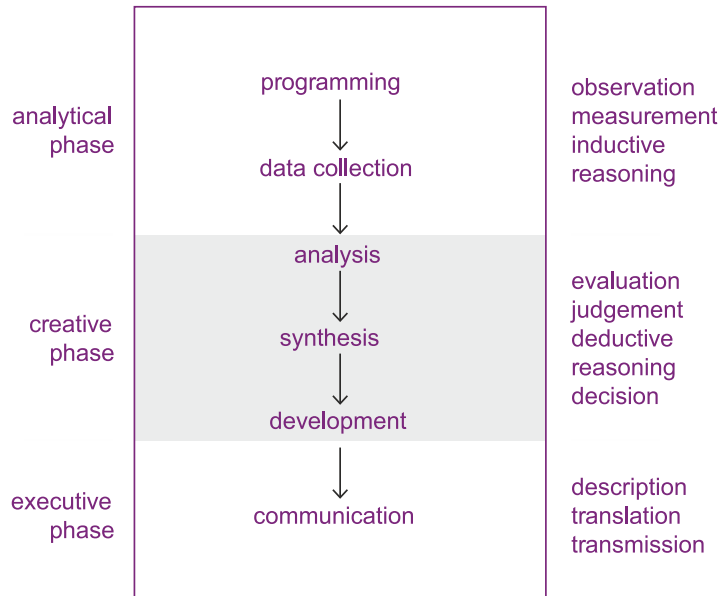 programming
analytical
phase
observation
measurement
inductive
reasoning
data collection
analysis
creative
phase
synthesis
evaluation
judgement
deductive
reasoning
decision
development
executive
phase
communication
description
translation
transmission